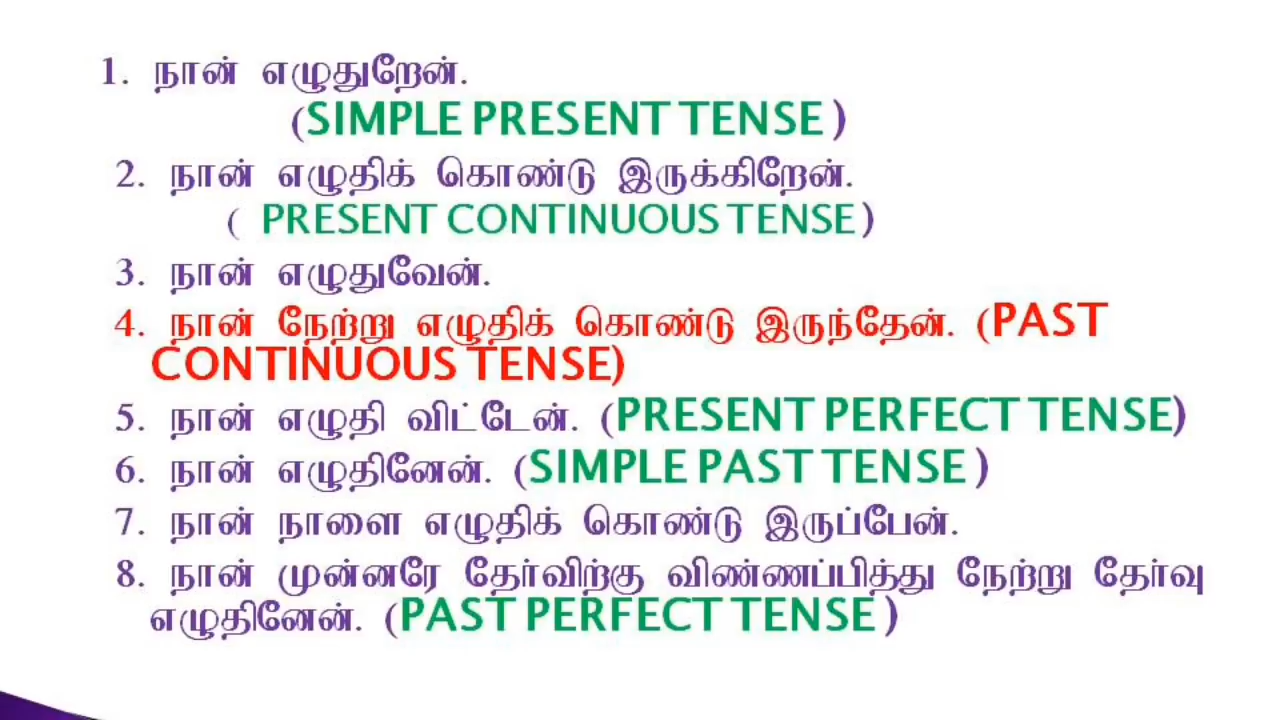 1. நான் எழுதுறேன்.
(SIMPLE PRESENT TENSE )
2. நான் எழுதிக் கொண்டு இருக்கிறேன்.
( PRESENT CONTINUOUS TENSE )
3. நான் எழுதுவேன்.
4. நான் நேற்று எழுதிக் கொண்டு இருந்தேன். (PAST
CONTINUOUS TENSE)
5. நான் எழுதி விட்டேன். (PRESENT PERFECT TENSE)
6. நான் எழுதினேன். (SIMPLE PAST TENSE )
7. நான் நாளை எழுதிக் கொண்டு இருப்பேன்.
8. நான் முன்னரே தேர்விற்கு விண்ணப்பித்து நேற்று தேர்வு
எழுதினேன். (PAST PERFECT TENSE )